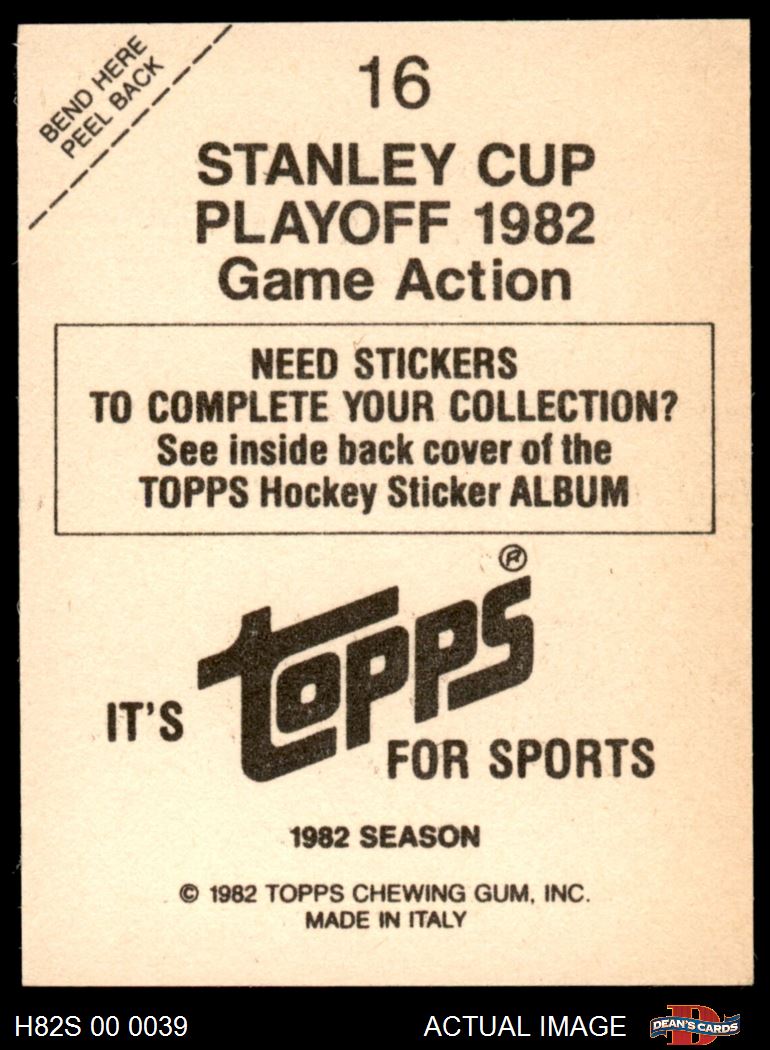 BEND HERE
PEEL BACK
16
STANLEY CUP
PLAYOFF 1982
Game Action
NEED STICKERS
TO COMPLETE YOUR COLLECTION?
See inside back cover of the
TOPPS Hockey Sticker ALBUM
®
IT'S topps
FOR SPORTS
1982 SEASON
© 1982 TOPPS CHEWING GUM, INC.
MADE IN ITALY
H82S 00 0039
ACTUAL IMAGE
D
DEAN'S CARDS